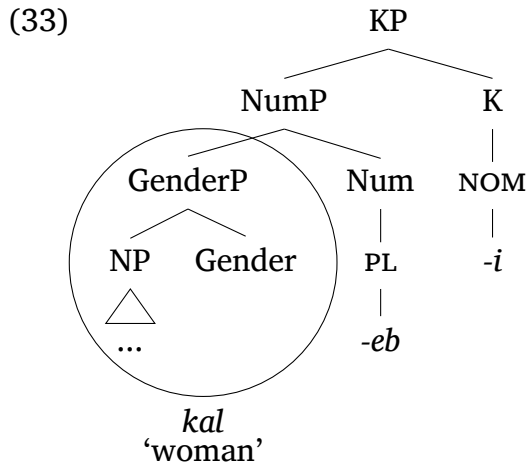 (33) KP
NumP K
GenderP Num NOM
NP Gender PL -i
... -eb
kal
‘woman’